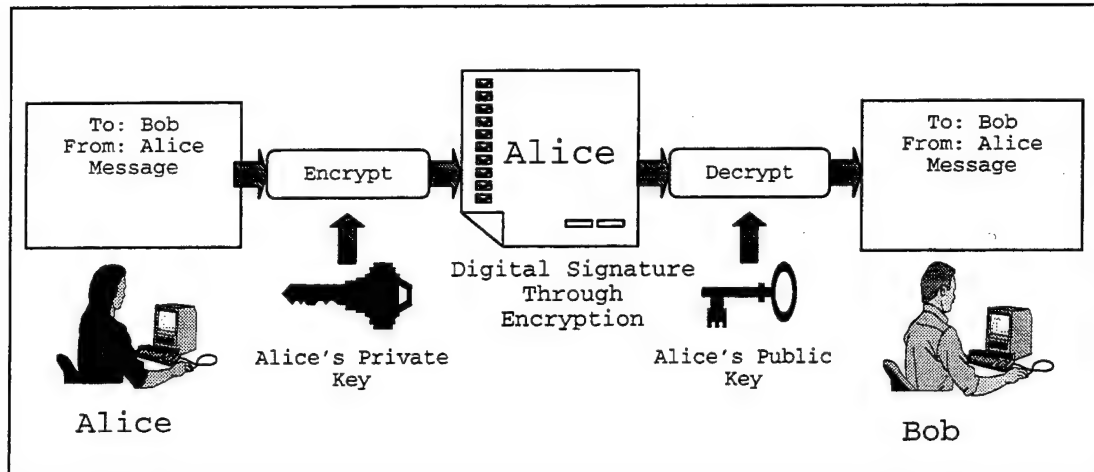 To: Bob
From: Alice
Message
Encrypt
Alice
Decrypt
To: Bob
From: Alice
Message
Digital Signature
Through
Encryption
Alice's Private
Key
Alice's Public
Key
Alice
Bob